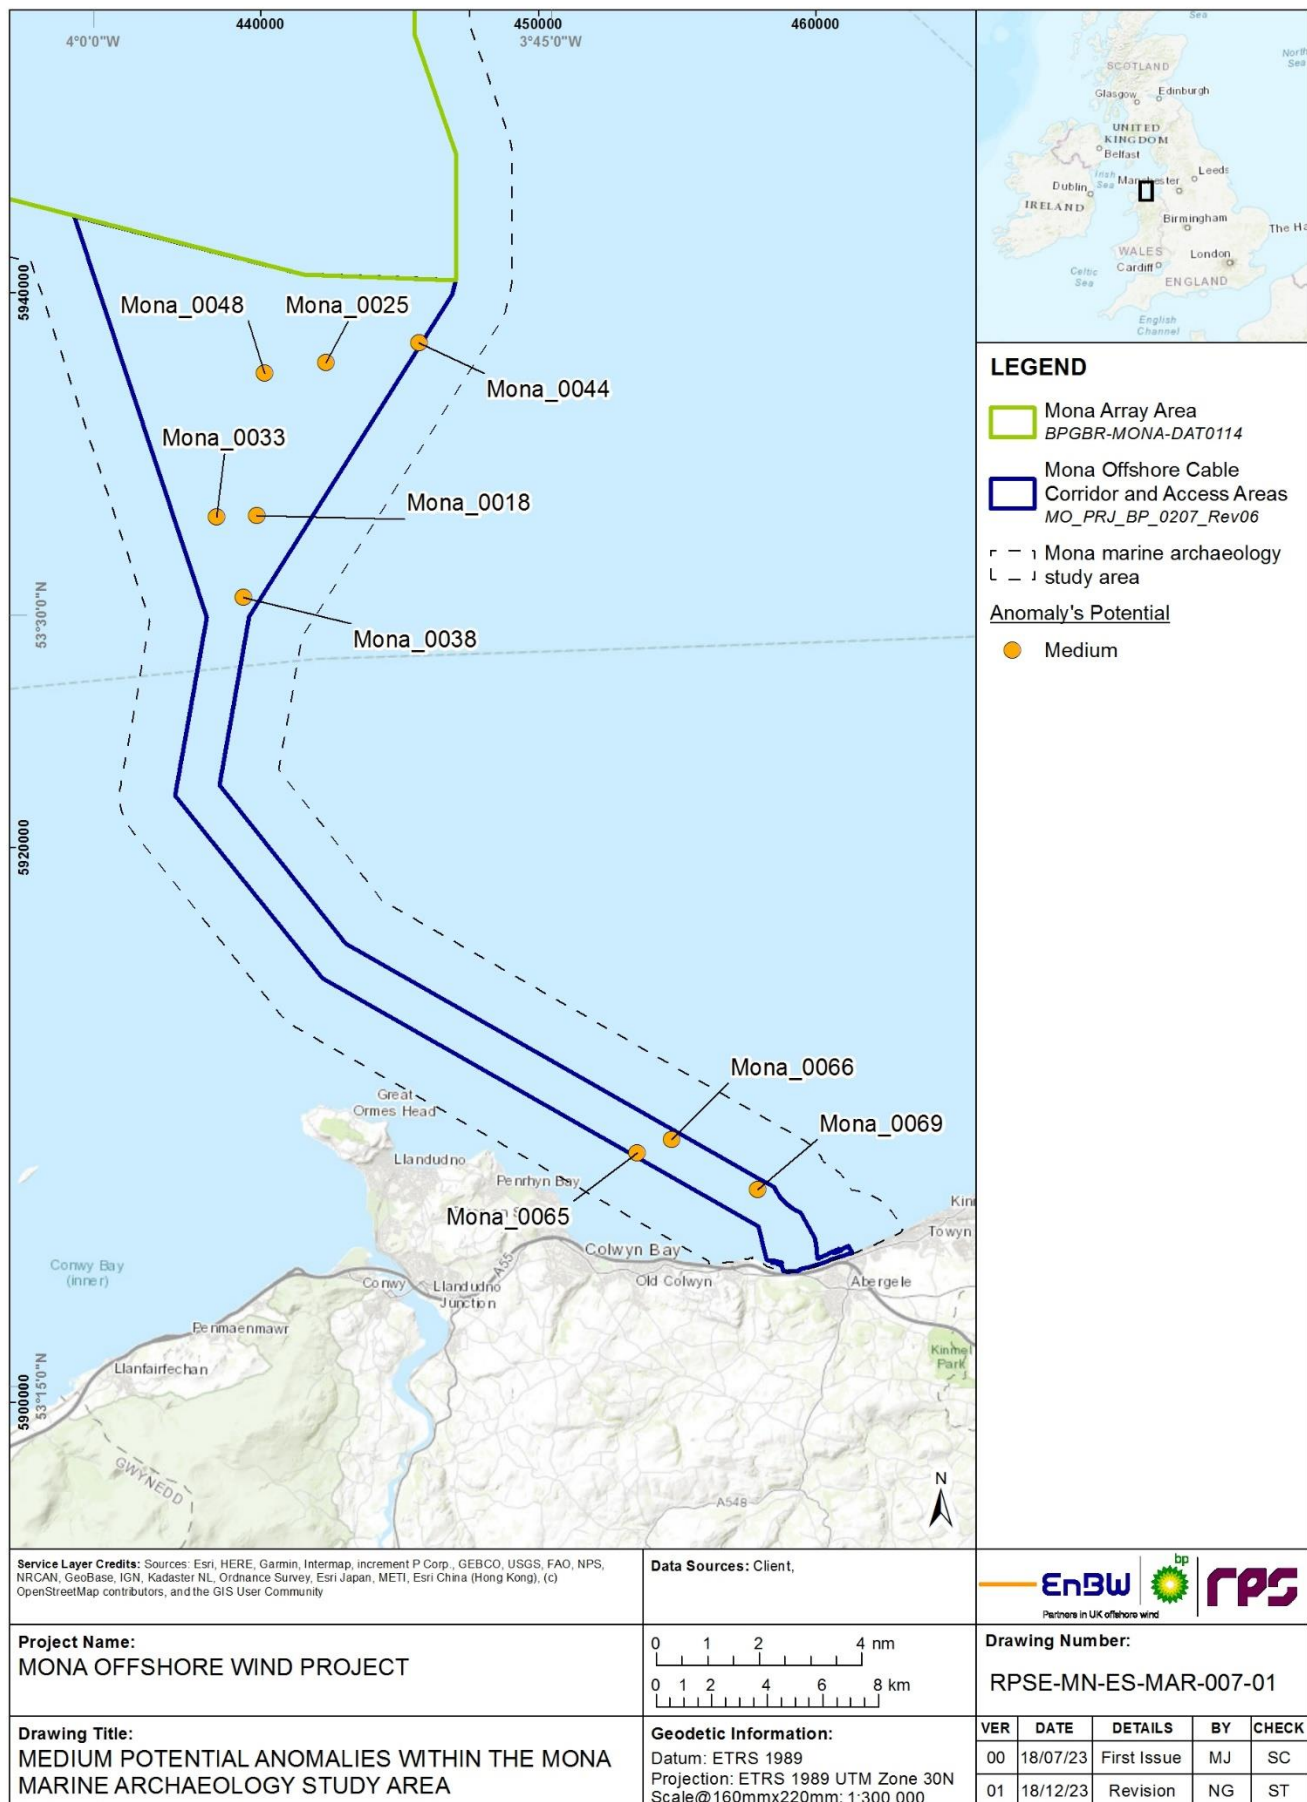 440000
450000
460000
4°0'0"W
3°45'0"W
5940000
5920000
5900000
53°30'0"N
53°15'0"N
Mona_0048
Mona_0025
Mona_0044
Mona_0033
Mona_0018
Mona_0038
Mona_0066
Mona_0069
Mona_0065
Great
Ormes Head
Llandudno
Penrhyn Bay
Colwyn Bay
Old Colwyn
Towyn
Abergele
Conwy Bay
(inner)
Conwy
Llandudno
Junction
A55
Penmaenmawr
Llanfairfechan
Kinmel
Park
GWYNEDD
A548
N
Sea
North
Sea
SCOTLAND
Glasgow
Edinburgh
UNITED
KINGDOM
Belfast
Irish
Sea
Manchester
Leeds
Dublin
IRELAND
Birmingham
The Ha
WALES
London
Cardiff
Celtic
Sea
ENGLAND
English
Channel
LEGEND
Mona Array Area
BPGBR-MONA-DAT0114
Mona Offshore Cable
Corridor and Access Areas
MO_PRJ_BP_0207_Rev06
Mona marine archaeology
study area
Anomaly's Potential
Medium
Service Layer Credits: Sources: Esri, HERE, Garmin, Intermap, increment P Corp., GEBCO, USGS, FAO, NPS,
NRCAN, GeoBase, IGN, Kadaster NL, Ordnance Survey, Esri Japan, METI, Esri China (Hong Kong), (c)
OpenStreetMap contributors, and the GIS User Community
Data Sources: Client,
EnBW
bp
rps
Partners in UK offshore wind
Project Name:
MONA OFFSHORE WIND PROJECT
0 1 2 4 nm
0 1 2 4 6 8 km
Drawing Number:
RPSE-MN-ES-MAR-007-01
Drawing Title:
MEDIUM POTENTIAL ANOMALIES WITHIN THE MONA
MARINE ARCHAEOLOGY STUDY AREA
Geodetic Information:
Datum: ETRS 1989
Projection: ETRS 1989 UTM Zone 30N
Scale@160mmx220mm: 1:300 000
VER DATE DETAILS BY CHECK
00 18/07/23 First Issue MJ SC
01 18/12/23 Revision NG ST